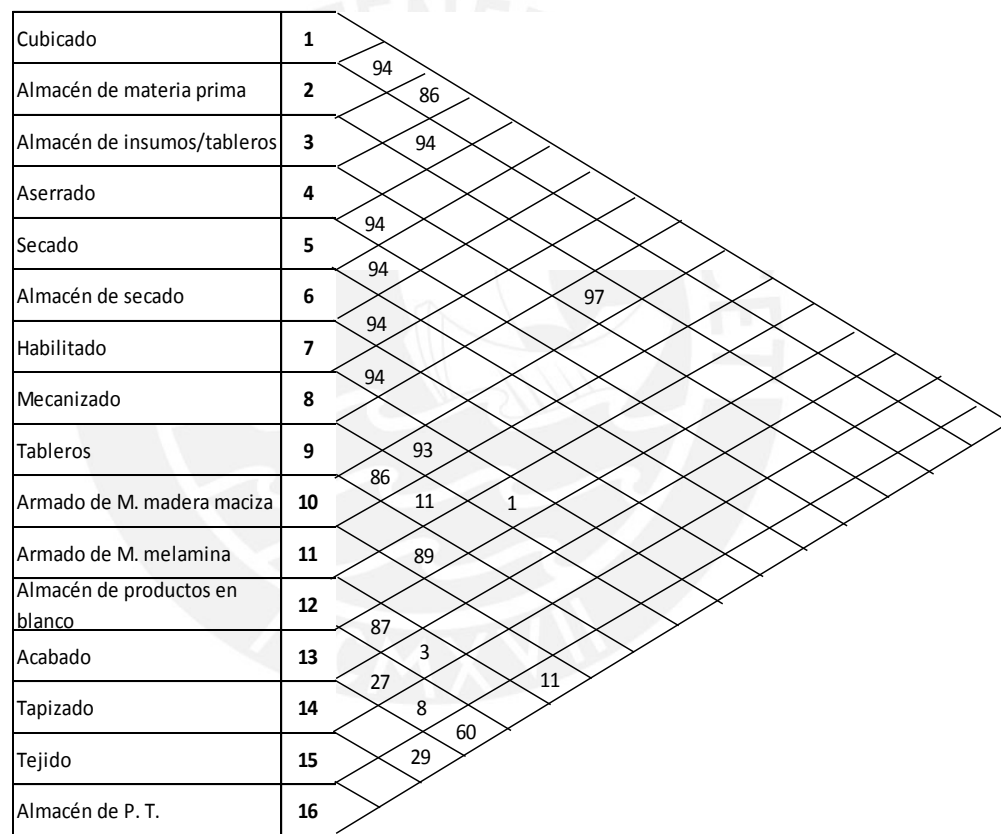 Cubicado 1
94
Almacén de materia prima 2
86
Almacén de insumos/tableros 3
94
Aserrado 4
94
Secado 5
94
Almacén de secado 6
97
94
Habilitado 7
94
Mecanizado 8
Tableros 9
93
86
Armado de M. madera maciza 10
11 1
Armado de M. melamina 11
89
Almacén de productos en
blanco 12
87
Acabado 13
3
27 11
Tapizado 14
8
60
Tejido 15
29
Almacén de P. T. 16